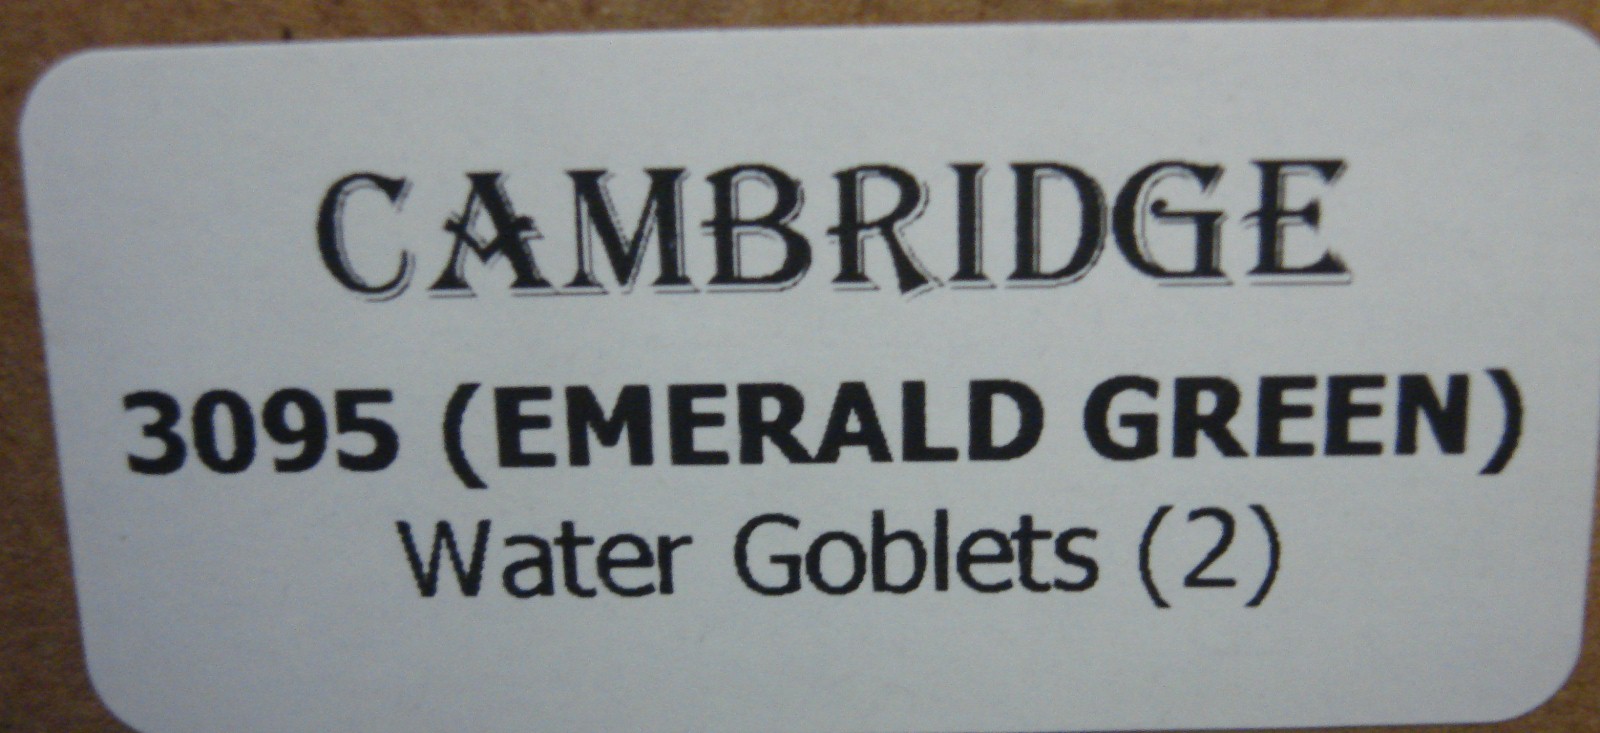 CAMBRIDGE
3095 (EMERALD GREEN)
Water Goblets (2)